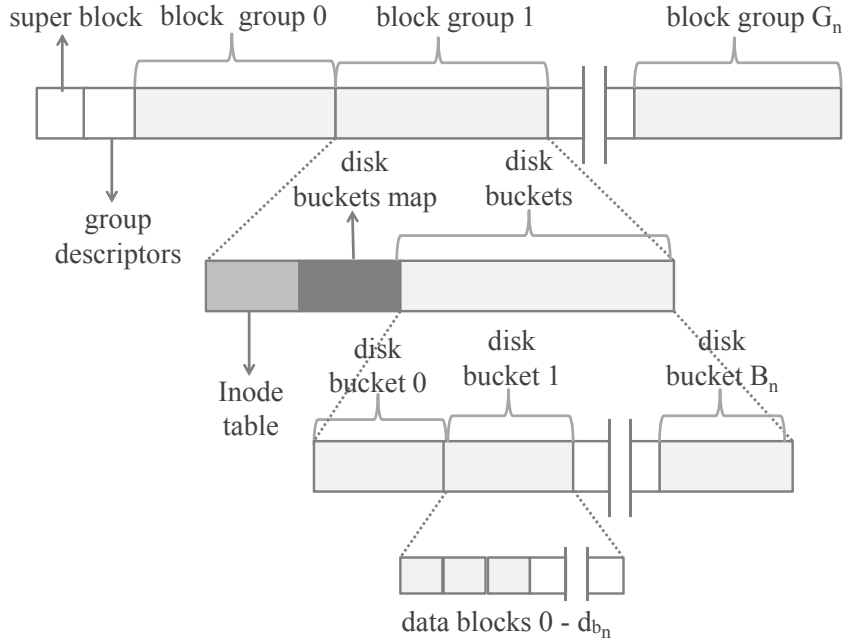 super block
block group 0
block group 1
block group Gₙ
group
descriptors
disk
buckets map
disk
buckets
Inode
table
disk
bucket 0
disk
bucket 1
disk
bucket Bₙ
data blocks 0 - d_bₙ